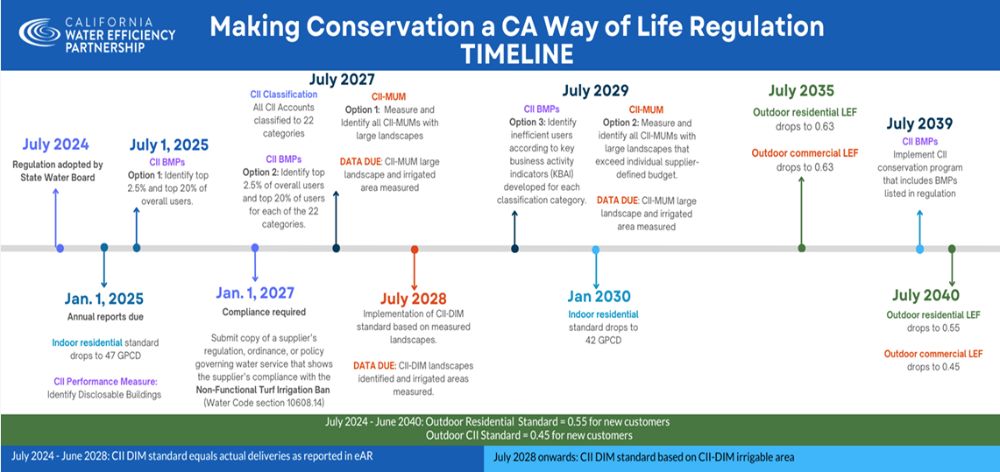 CALIFORNIA
WATER EFFICIENCY
PARTNERSHIP
Making Conservation a CA Way of Life Regulation
TIMELINE
July 2024
Regulation adopted by
State Water Board
July 1, 2025
CII BMPs
Option 1: Identify top
2.5% and top 20% of
overall users.
July 2027
CII Classification
All CII Accounts
classified to 22
categories
CII BMPs
Option 2: Identify top
2.5% of overall users
and top 20% of users
for each of the 22
categories.
CII-MUM
Option 1: Measure and
Identify all CII-MUMs with
large landscapes
DATA DUE: CII-MUM large
landscape and irrigated
area measured
July 2029
CII BMPs
Option 3: Identify
inefficient users
according to key
business activity
indicators (KBAI)
developed for each
classification category.
CII-MUM
Option 2: Measure and
identify all CII-MUMs with
large landscapes that
exceed individual supplier-
defined budget.
DATA DUE: CII-MUM large
landscape and irrigated
area measured
July 2035
Outdoor residential LEF
drops to 0.63
Outdoor commercial LEF
drops to 0.63
July 2039
CII BMPs
Implement CII
conservation program
that includes BMPs
listed in regulation
Jan. 1, 2025
Annual reports due
Indoor residential standard
drops to 47 GPCD
CII Performance Measure:
Identify Disclosable Buildings
Jan. 1, 2027
Compliance required
Submit copy of a supplier's
regulation, ordinance, or policy
governing water service that shows
the supplier's compliance with the
Non-Functional Turf Irrigation Ban
(Water Code section 10608.14)
July 2028
Implementation of CII-DIM
standard based on measured
landscapes.
DATA DUE: CII-DIM landscapes
identified and irrigated areas
measured.
Jan 2030
Indoor residential
standard drops to
42 GPCD
July 2040
Outdoor residential LEF
drops to 0.55
Outdoor commercial LEF
drops to 0.45
July 2024 - June 2040: Outdoor Residential Standard = 0.55 for new customers
Outdoor CII Standard = 0.45 for new customers
July 2024 - June 2028: CII DIM standard equals actual deliveries as reported in eAR
July 2028 onwards: CII DIM standard based on CII-DIM irrigable area